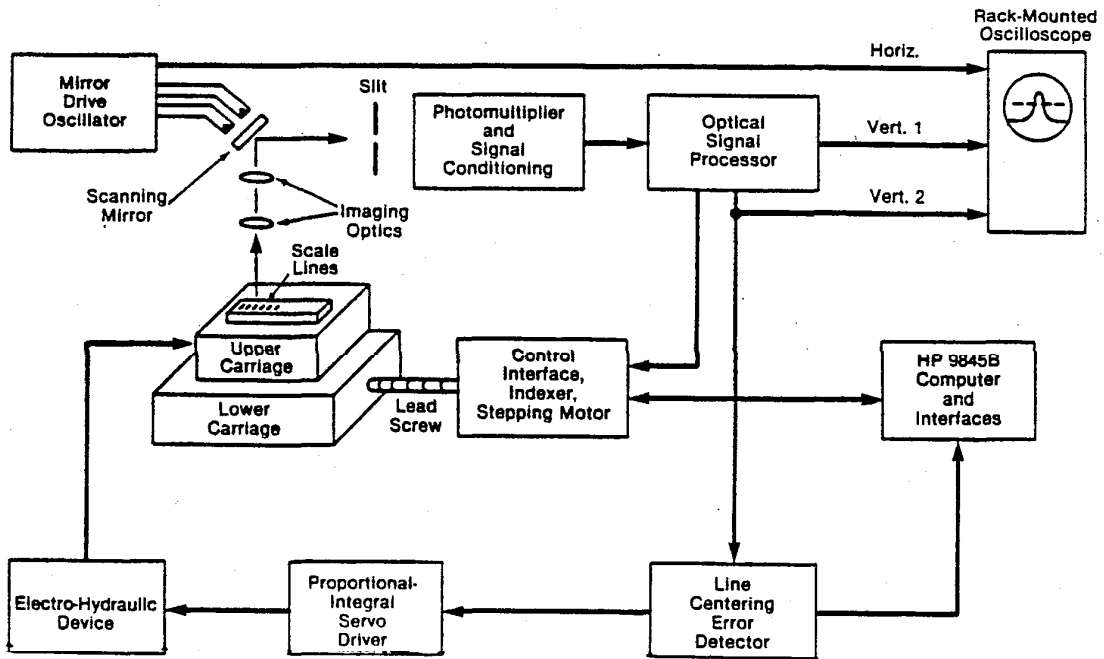 Rack-Mounted
Oscilloscope
Horiz.
Mirror
Drive
Oscillator
Slit
Photomultiplier
and
Signal
Conditioning
Optical
Signal
Processor
Vert. 1
Vert. 2
Scanning
Mirror
Imaging
Optics
Scale
Lines
Upper
Carriage
Lower
Carriage
Lead
Screw
Control
Interface,
Indexer,
Stepping Motor
HP 9845B
Computer
and
Interfaces
Electro-Hydraulic
Device
Proportional-
Integral
Servo
Driver
Line
Centering
Error
Detector